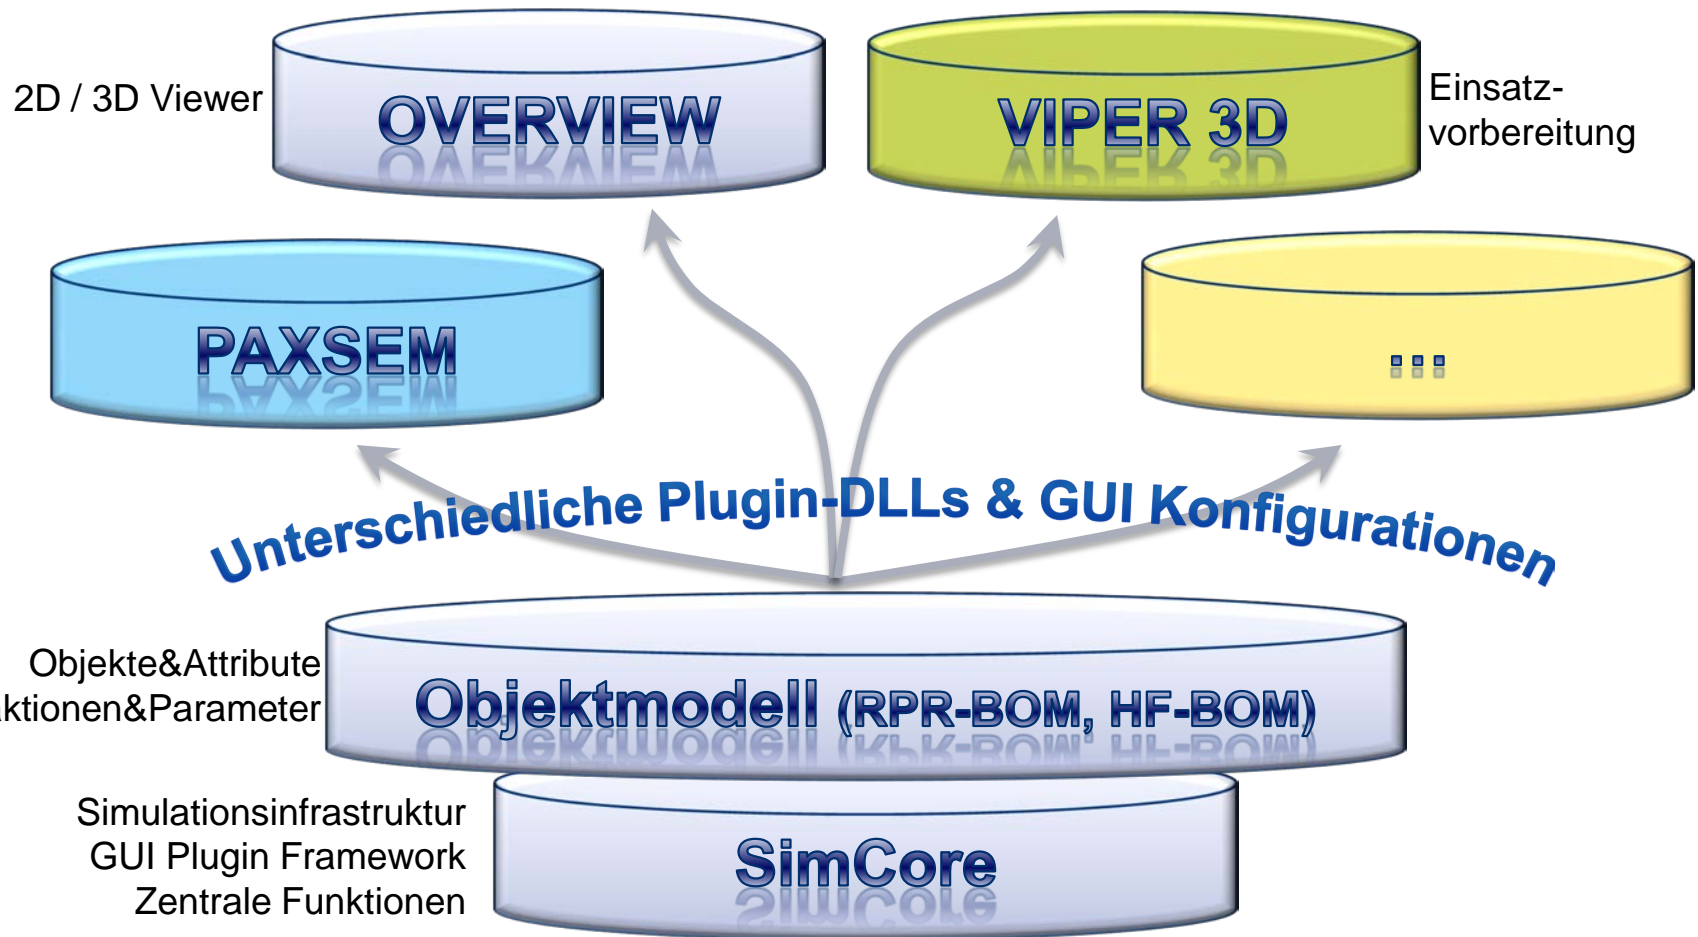 2D / 3D Viewer
OVERVIEW
VIPER 3D
Einsatz-
vorbereitung
PAXSEM
...
Unterschiedliche Plugin-DLLs & GUI Konfigurationen
Objekte&Attribute
aktionen&Parameter
Objektmodell (RPR-BOM, HF-BOM)
Simulationsinfrastruktur
GUI Plugin Framework
Zentrale Funktionen
SimCore